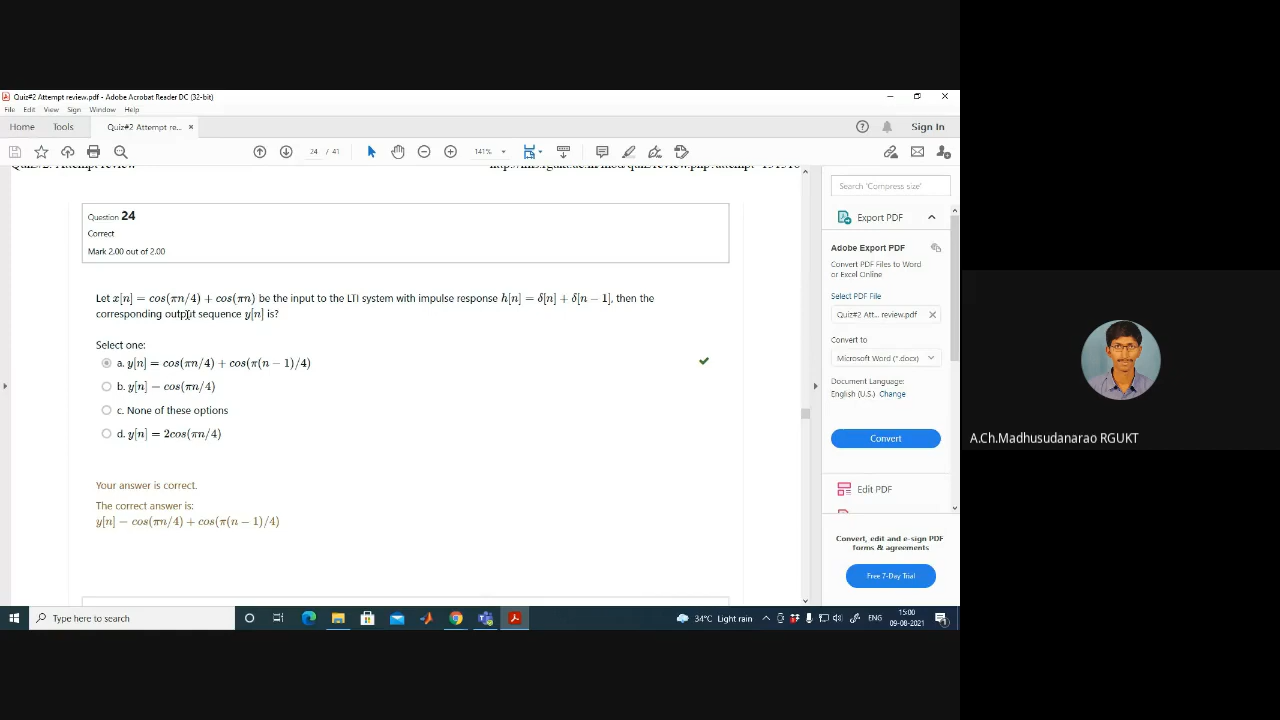 Quiz#2 Attempt review.pdf - Adobe Acrobat Reader DC (32-bit)
File Edit View Sign Window Help
Home Tools Quiz#2 Attempt re... × Sign In
24 / 41 141%
Search 'Compress size'
Question 24
Correct
Mark 2.00 out of 2.00
Let x[n] = cos(πn/4) + cos(πn) be the input to the LTI system with impulse response h[n] = δ[n] + δ[n − 1], then the
corresponding output sequence y[n] is?
Select one:
a. y[n] = cos(πn/4) + cos(π(n − 1)/4)
b. y[n] − cos(πn/4)
c. None of these options
d. y[n] = 2cos(πn/4)
Your answer is correct.
The correct answer is:
y[n] − cos(πn/4) + cos(π(n − 1)/4)
Export PDF
Adobe Export PDF
Convert PDF Files to Word
or Excel Online
Select PDF File
Quiz#2 Att... review.pdf ×
Convert to
Microsoft Word (*.docx)
Document Language:
English (U.S.) Change
Convert
Edit PDF
Convert, edit and e-sign PDF
forms & agreements
Free 7-Day Trial
A.Ch.Madhusudanarao RGUKT
Type here to search
34°C Light rain
ENG
15:00
09-08-2021